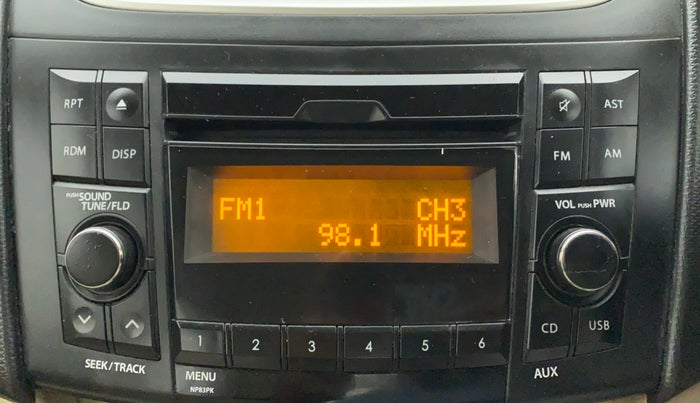 RPT
AST
RDM
DISP
FM
AM
PUSH SOUND
TUNE/FLD
VOL PUSH PWR
FM1 CH3
98.1 MHz
1 2 3 4 5 6
CD
USB
SEEK/TRACK
MENU
NP83PK
AUX